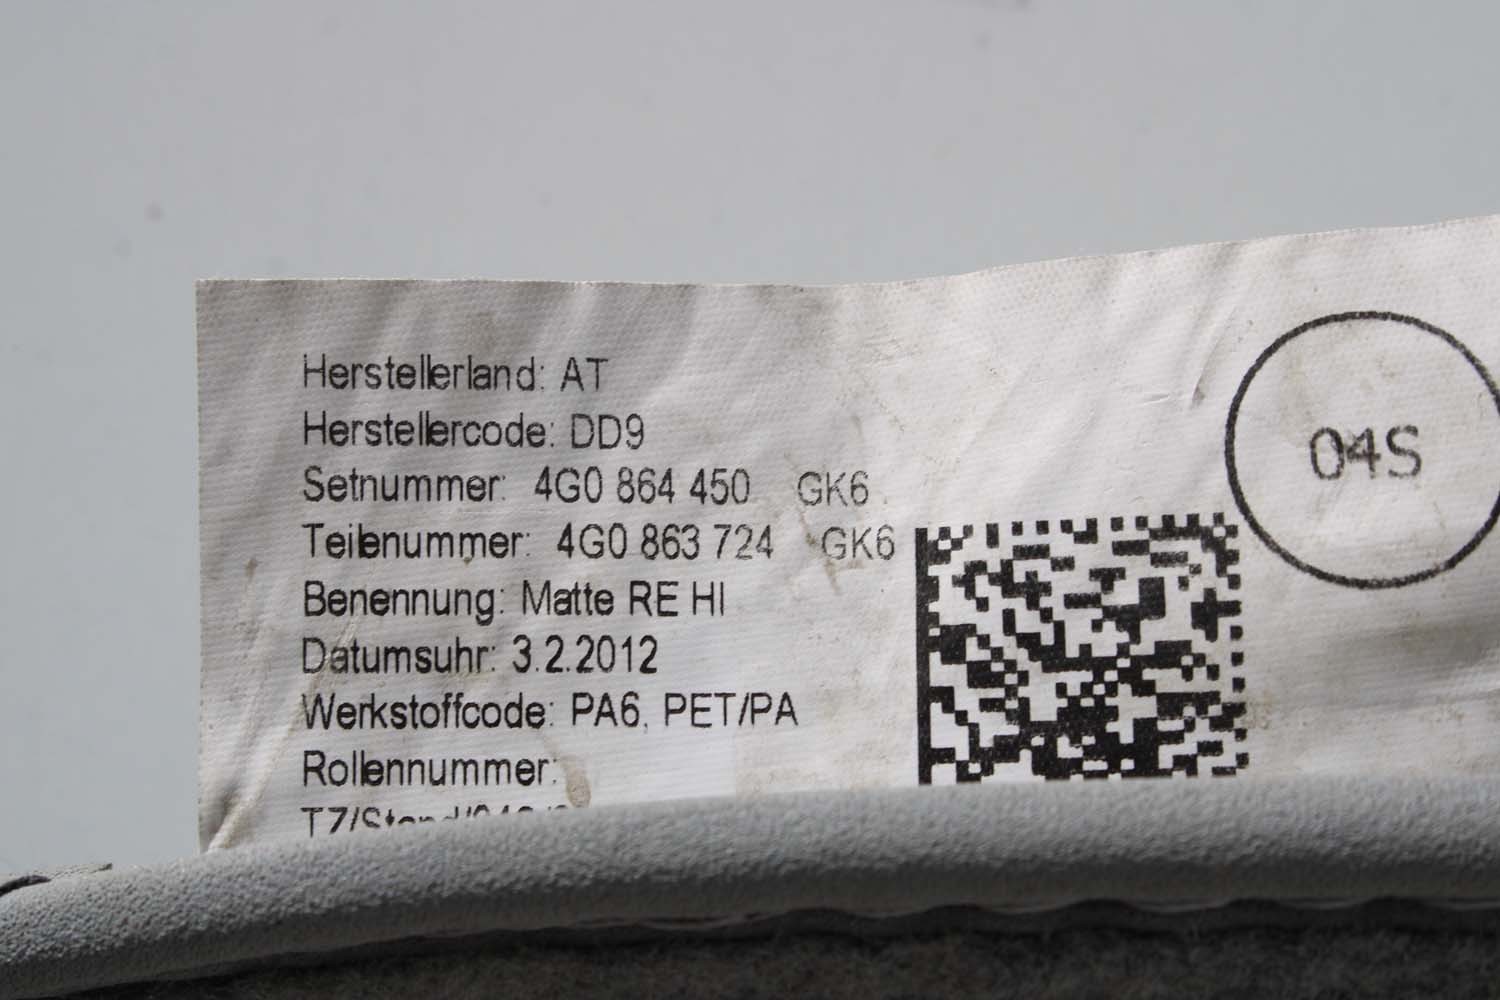 Herstellerland: AT
Herstellercode: DD9
Setnummer: 4G0 864 450 GK6
Teilenummer: 4G0 863 724 GK6
Benennung: Matte RE HI
Datumsuhr: 3.2.2012
Werkstoffcode: PA6, PET/PA
Rollennummer:
04S